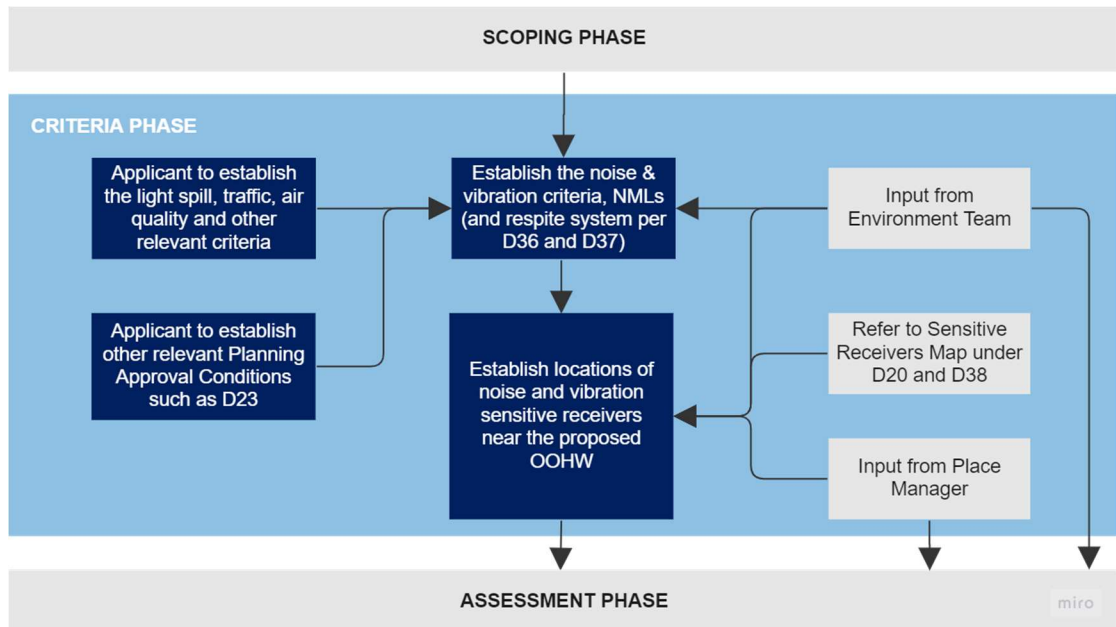 SCOPING PHASE
CRITERIA PHASE
Applicant to establish
the light spill, traffic, air
quality and other
relevant criteria
Establish the noise &
vibration criteria, NMLs
(and respite system per
D36 and D37)
Input from
Environment Team
Applicant to establish
other relevant Planning
Approval Conditions
such as D23
Establish locations of
noise and vibration
sensitive receivers
near the proposed
OOHW
Refer to Sensitive
Receivers Map under
D20 and D38
Input from Place
Manager
ASSESSMENT PHASE
miro